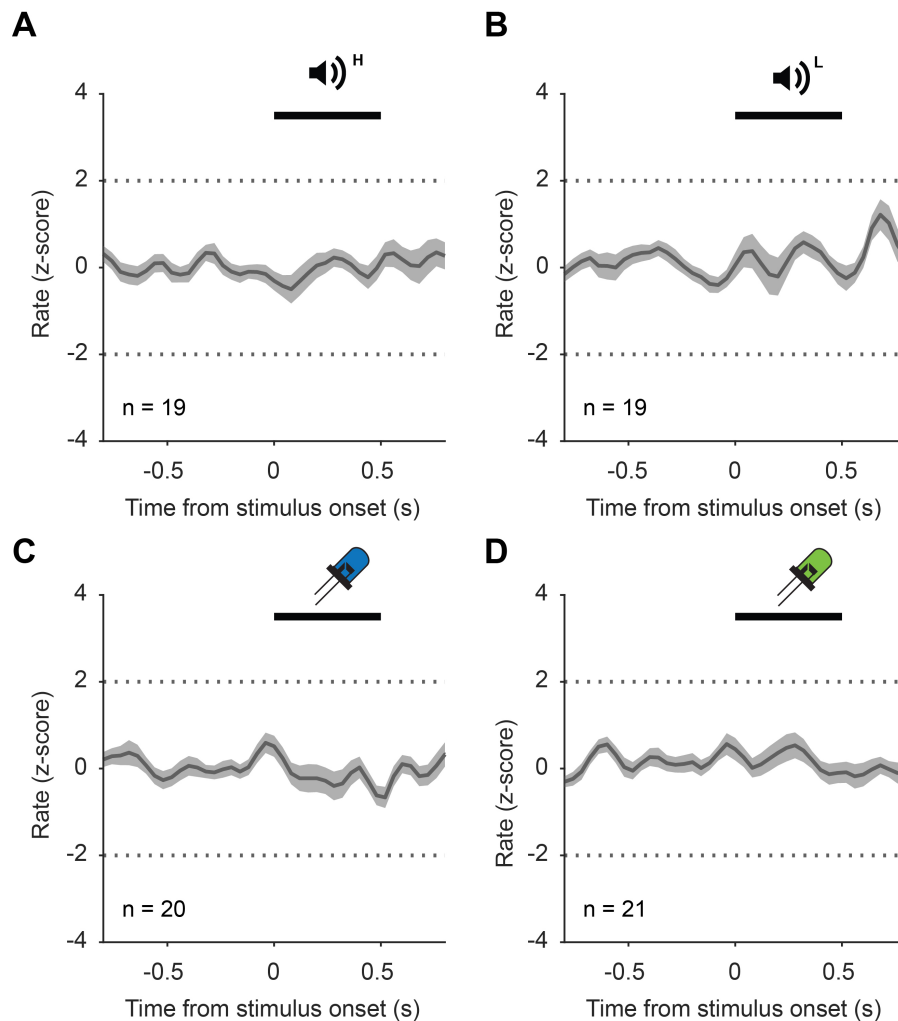 A
H
4
2
0
-2
-4
Rate (z-score)
n = 19
-0.5 0 0.5
Time from stimulus onset (s)
B
L
4
2
0
-2
-4
Rate (z-score)
n = 19
-0.5 0 0.5
Time from stimulus onset (s)
C
4
2
0
-2
-4
Rate (z-score)
n = 20
-0.5 0 0.5
Time from stimulus onset (s)
D
4
2
0
-2
-4
Rate (z-score)
n = 21
-0.5 0 0.5
Time from stimulus onset (s)